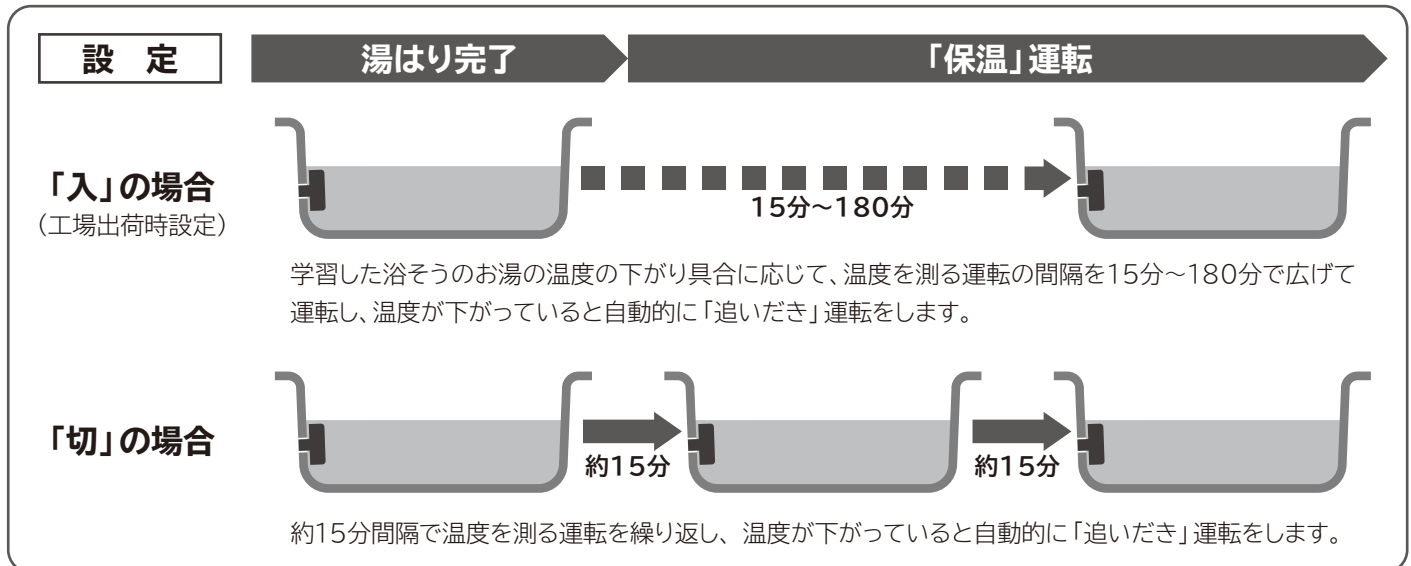 設 定
湯はり完了
「保温」運転
「入」の場合
(工場出荷時設定)
15分~180分
学習した浴そうのお湯の温度の下がり具合に応じて、温度を測る運転の間隔を15分~180分で広げて
運転し、温度が下がっていると自動的に「追いだき」運転をします。
「切」の場合
約15分
約15分
約15分間隔で温度を測る運転を繰り返し、温度が下がっていると自動的に「追いだき」運転をします。